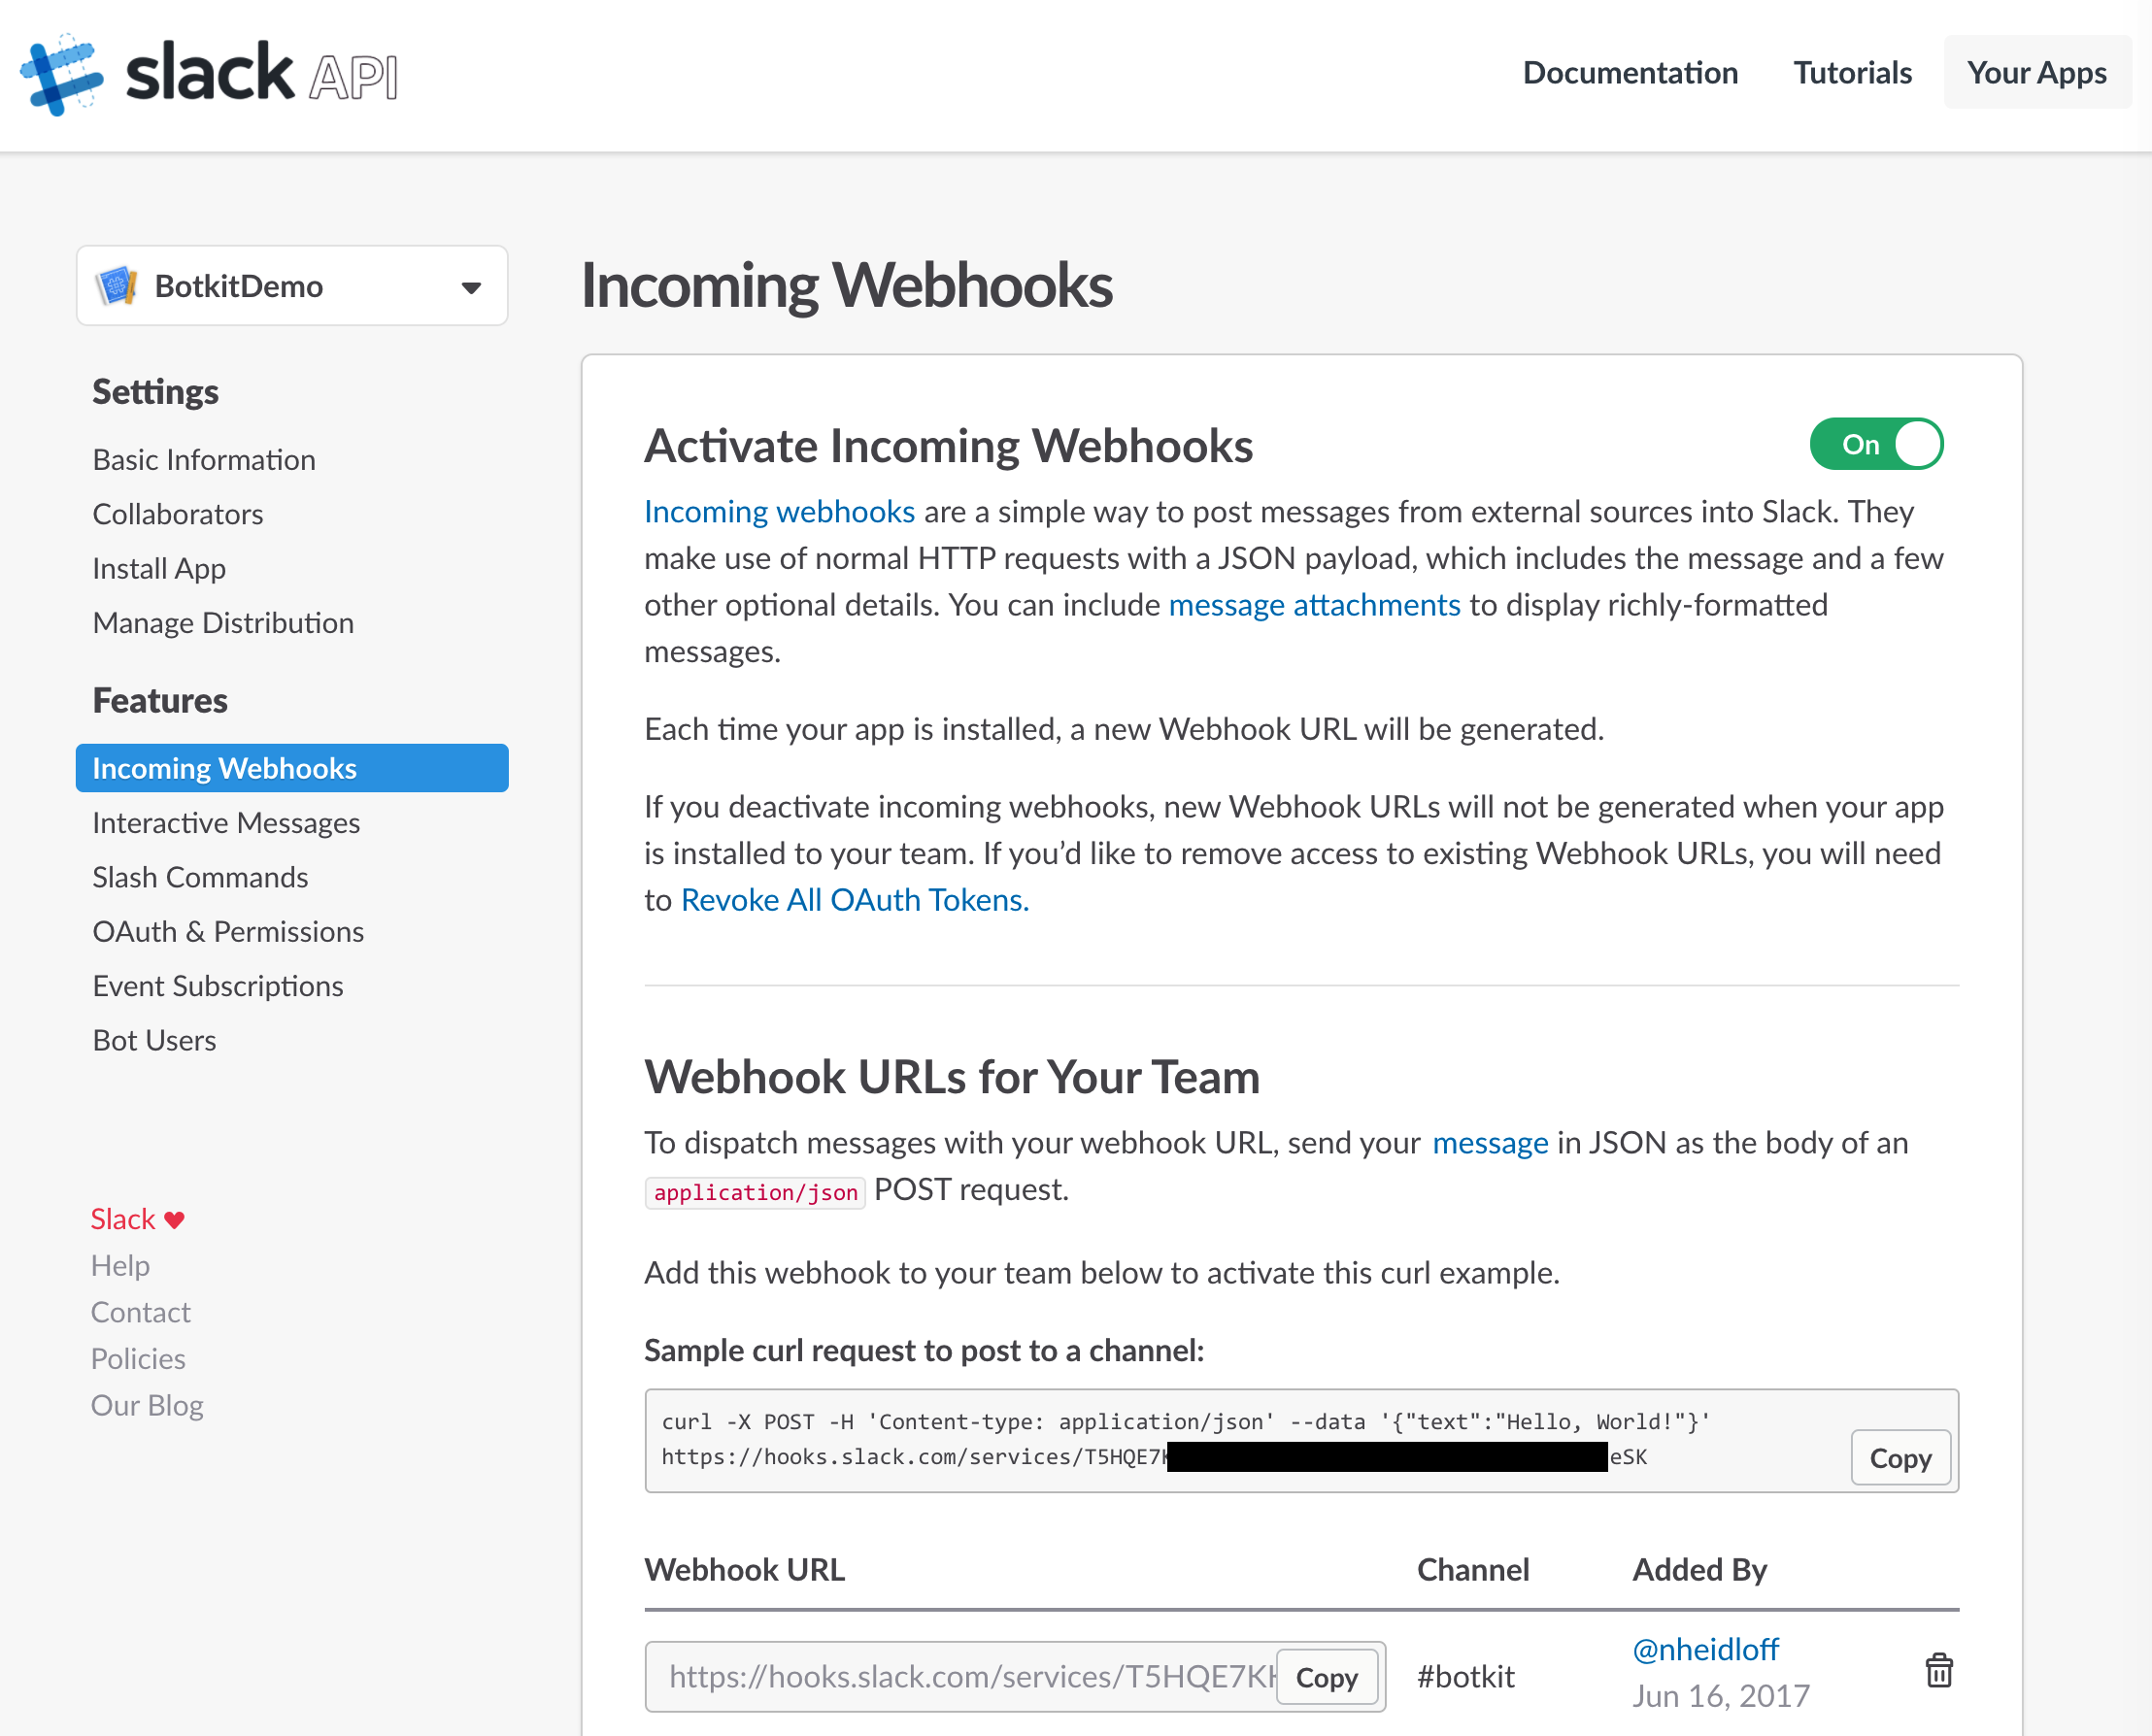 slack API
Documentation
Tutorials
Your Apps
BotkitDemo
Settings
Basic Information
Collaborators
Install App
Manage Distribution
Features
Incoming Webhooks
Interactive Messages
Slash Commands
OAuth & Permissions
Event Subscriptions
Bot Users
Slack ♥
Help
Contact
Policies
Our Blog
Incoming Webhooks
Activate Incoming Webhooks
On
Incoming webhooks are a simple way to post messages from external sources into Slack. They
make use of normal HTTP requests with a JSON payload, which includes the message and a few
other optional details. You can include message attachments to display richly-formatted
messages.
Each time your app is installed, a new Webhook URL will be generated.
If you deactivate incoming webhooks, new Webhook URLs will not be generated when your app
is installed to your team. If you’d like to remove access to existing Webhook URLs, you will need
to Revoke All OAuth Tokens.
Webhook URLs for Your Team
To dispatch messages with your webhook URL, send your message in JSON as the body of an
application/json POST request.
Add this webhook to your team below to activate this curl example.
Sample curl request to post to a channel:
curl -X POST -H 'Content-type: application/json' --data '{"text":"Hello, World!"}'
https://hooks.slack.com/services/T5HQE7K eSK
Copy
Webhook URL
Channel
Added By
https://hooks.slack.com/services/T5HQE7KH
Copy
#botkit
@nheidloff
Jun 16, 2017